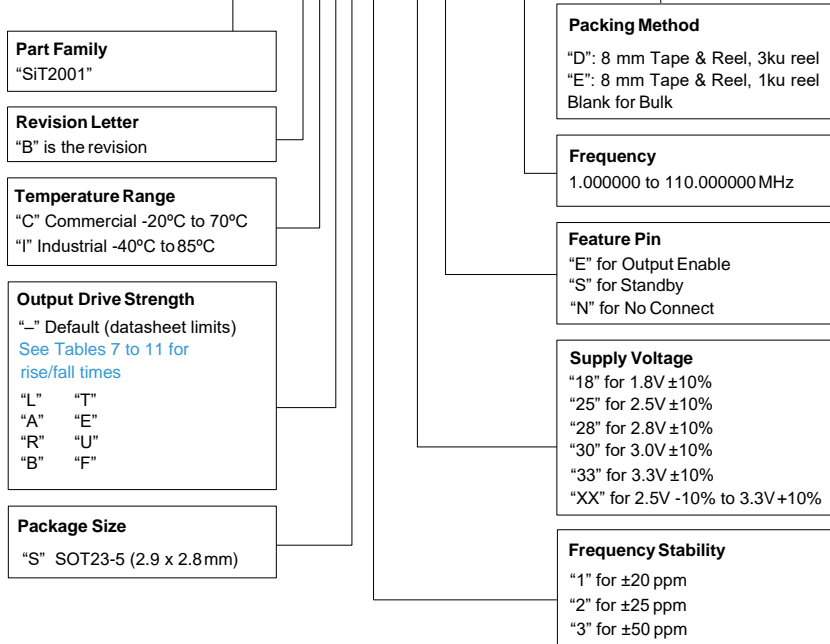 Part Family
“SiT2001”
Revision Letter
“B” is the revision
Temperature Range
“C” Commercial -20ºC to 70ºC
“I” Industrial -40ºC to 85ºC
Output Drive Strength
“–” Default (datasheet limits)
See Tables 7 to 11 for
rise/fall times
“L” “T”
“A” “E”
“R” “U”
“B” “F”
Package Size
“S” SOT23-5 (2.9 x 2.8 mm)
Packing Method
“D”: 8 mm Tape & Reel, 3ku reel
“E”: 8 mm Tape & Reel, 1ku reel
Blank for Bulk
Frequency
1.000000 to 110.000000 MHz
Feature Pin
“E” for Output Enable
“S” for Standby
“N” for No Connect
Supply Voltage
“18” for 1.8V ±10%
“25” for 2.5V ±10%
“28” for 2.8V ±10%
“30” for 3.0V ±10%
“33” for 3.3V ±10%
“XX” for 2.5V -10% to 3.3V +10%
Frequency Stability
“1” for ±20 ppm
“2” for ±25 ppm
“3” for ±50 ppm